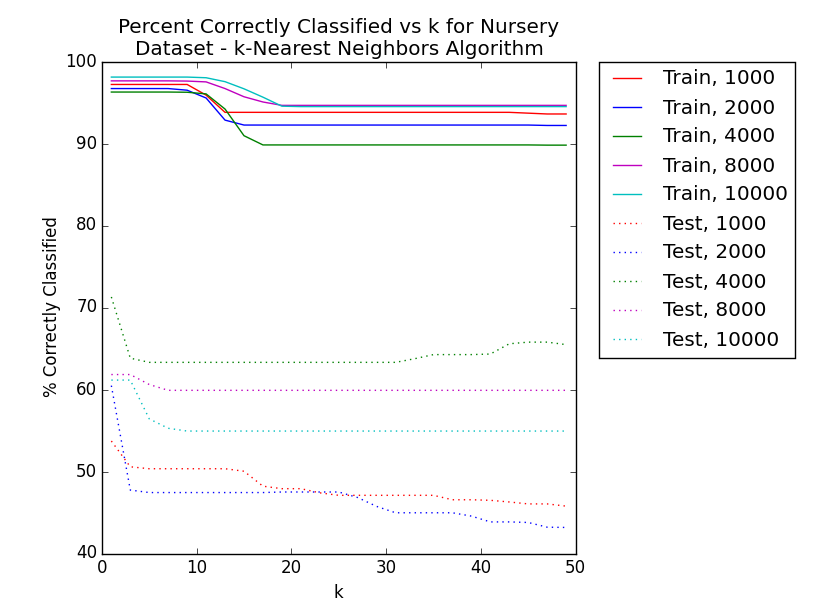 Percent Correctly Classified vs k for Nursery
Dataset - k-Nearest Neighbors Algorithm
% Correctly Classified
100
90
80
70
60
50
40
0 10 20 30 40 50
k
Train, 1000
Train, 2000
Train, 4000
Train, 8000
Train, 10000
Test, 1000
Test, 2000
Test, 4000
Test, 8000
Test, 10000